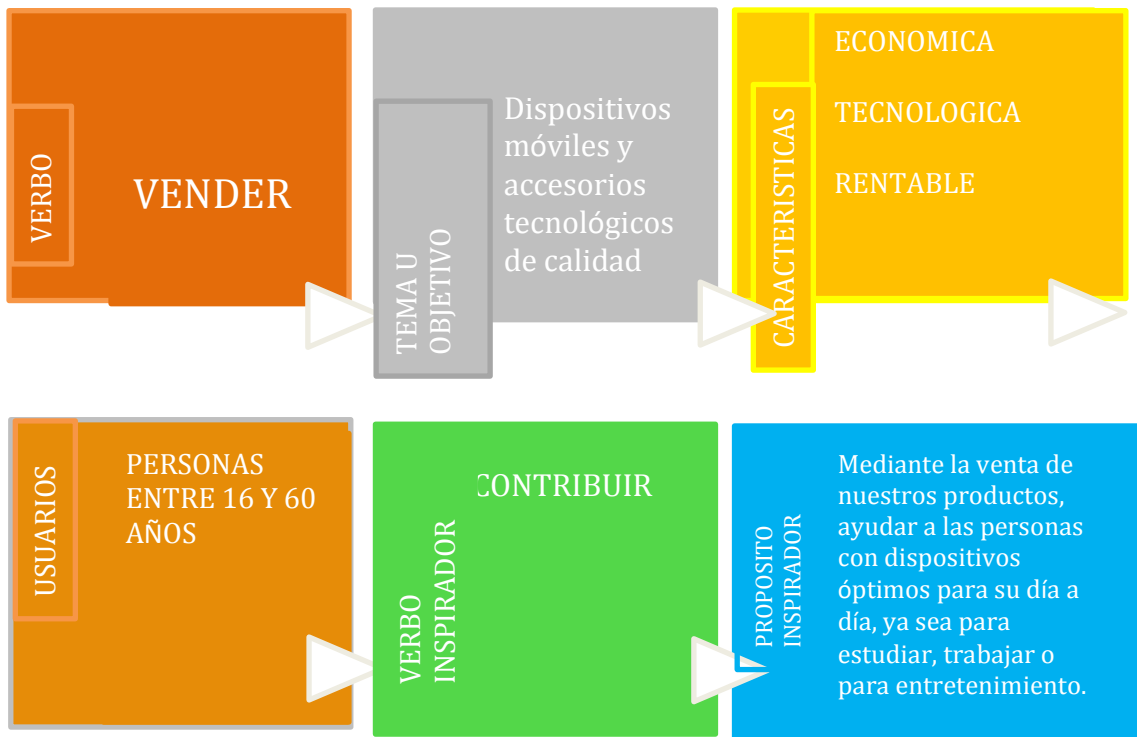 VERBO
VENDER
TEMA U
OBJETIVO
Dispositivos
móviles y
accesorios
tecnológicos
de calidad
CARACTERISTICAS
ECONOMICA
TECNOLOGICA
RENTABLE
USUARIOS
PERSONAS
ENTRE 16 Y 60
AÑOS
VERBO
INSPIRADOR
CONTRIBUIR
PROPOSITO
INSPIRADOR
Mediante la venta de
nuestros productos,
ayudar a las personas
con dispositivos
óptimos para su día a
día, ya sea para
estudiar, trabajar o
para entretenimiento.